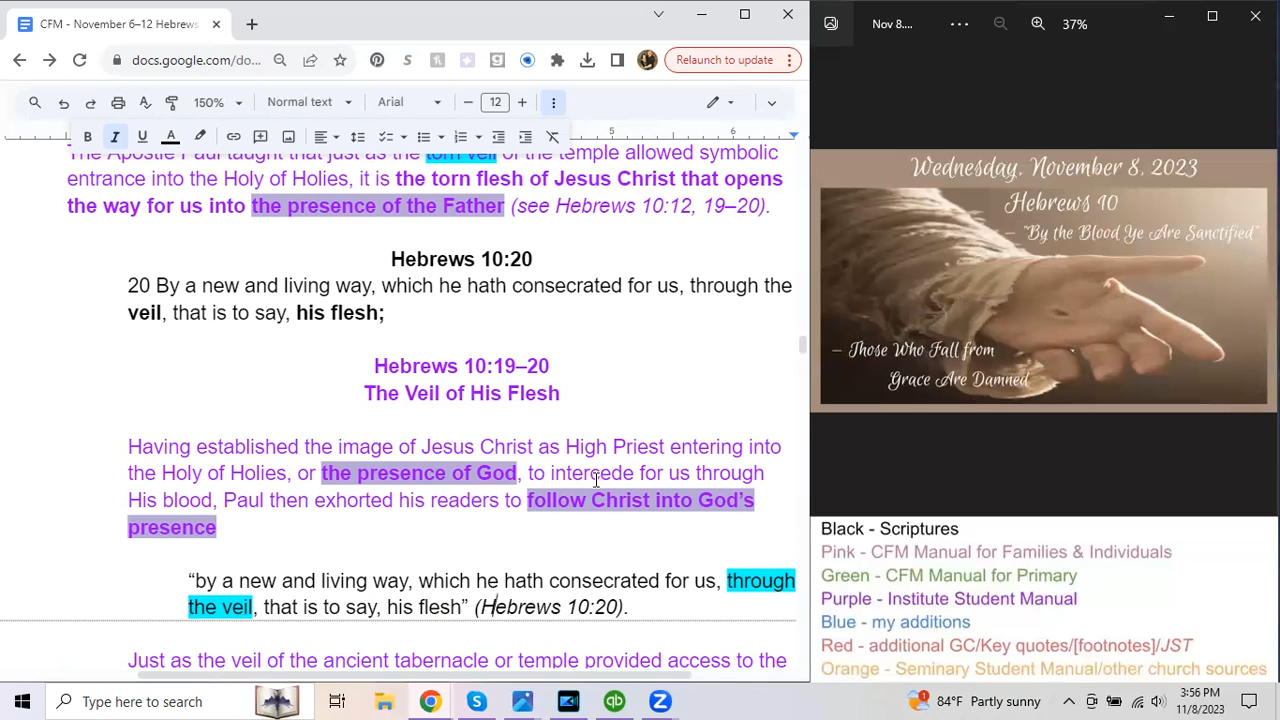 CFM - November 6–12 Hebrews
docs.google.com/do...
Relaunch to update
150%
Normal text
Arial
12
5
6
The Apostle Paul taught that just as the torn veil of the temple allowed symbolic
entrance into the Holy of Holies, it is the torn flesh of Jesus Christ that opens
the way for us into the presence of the Father (see Hebrews 10:12, 19–20).
Hebrews 10:20
20 By a new and living way, which he hath consecrated for us, through the
veil, that is to say, his flesh;
Hebrews 10:19–20
The Veil of His Flesh
Having established the image of Jesus Christ as High Priest entering into
the Holy of Holies, or the presence of God, to intercede for us through
His blood, Paul then exhorted his readers to follow Christ into God's
presence
"by a new and living way, which he hath consecrated for us, through
the veil, that is to say, his flesh" (Hebrews 10:20).
Just as the veil of the ancient tabernacle or temple provided access to the
Nov 8....
37%
Wednesday, November 8, 2023
Hebrews 10
– "By the Blood Ye Are Sanctified"
– Those Who Fall from
Grace Are Damned
Black - Scriptures
Pink - CFM Manual for Families & Individuals
Green - CFM Manual for Primary
Purple - Institute Student Manual
Blue - my additions
Red - additional GC/Key quotes/[footnotes]/JST
Orange - Seminary Student Manual/other church sources
Type here to search
84°F Partly sunny
3:56 PM
11/8/2023